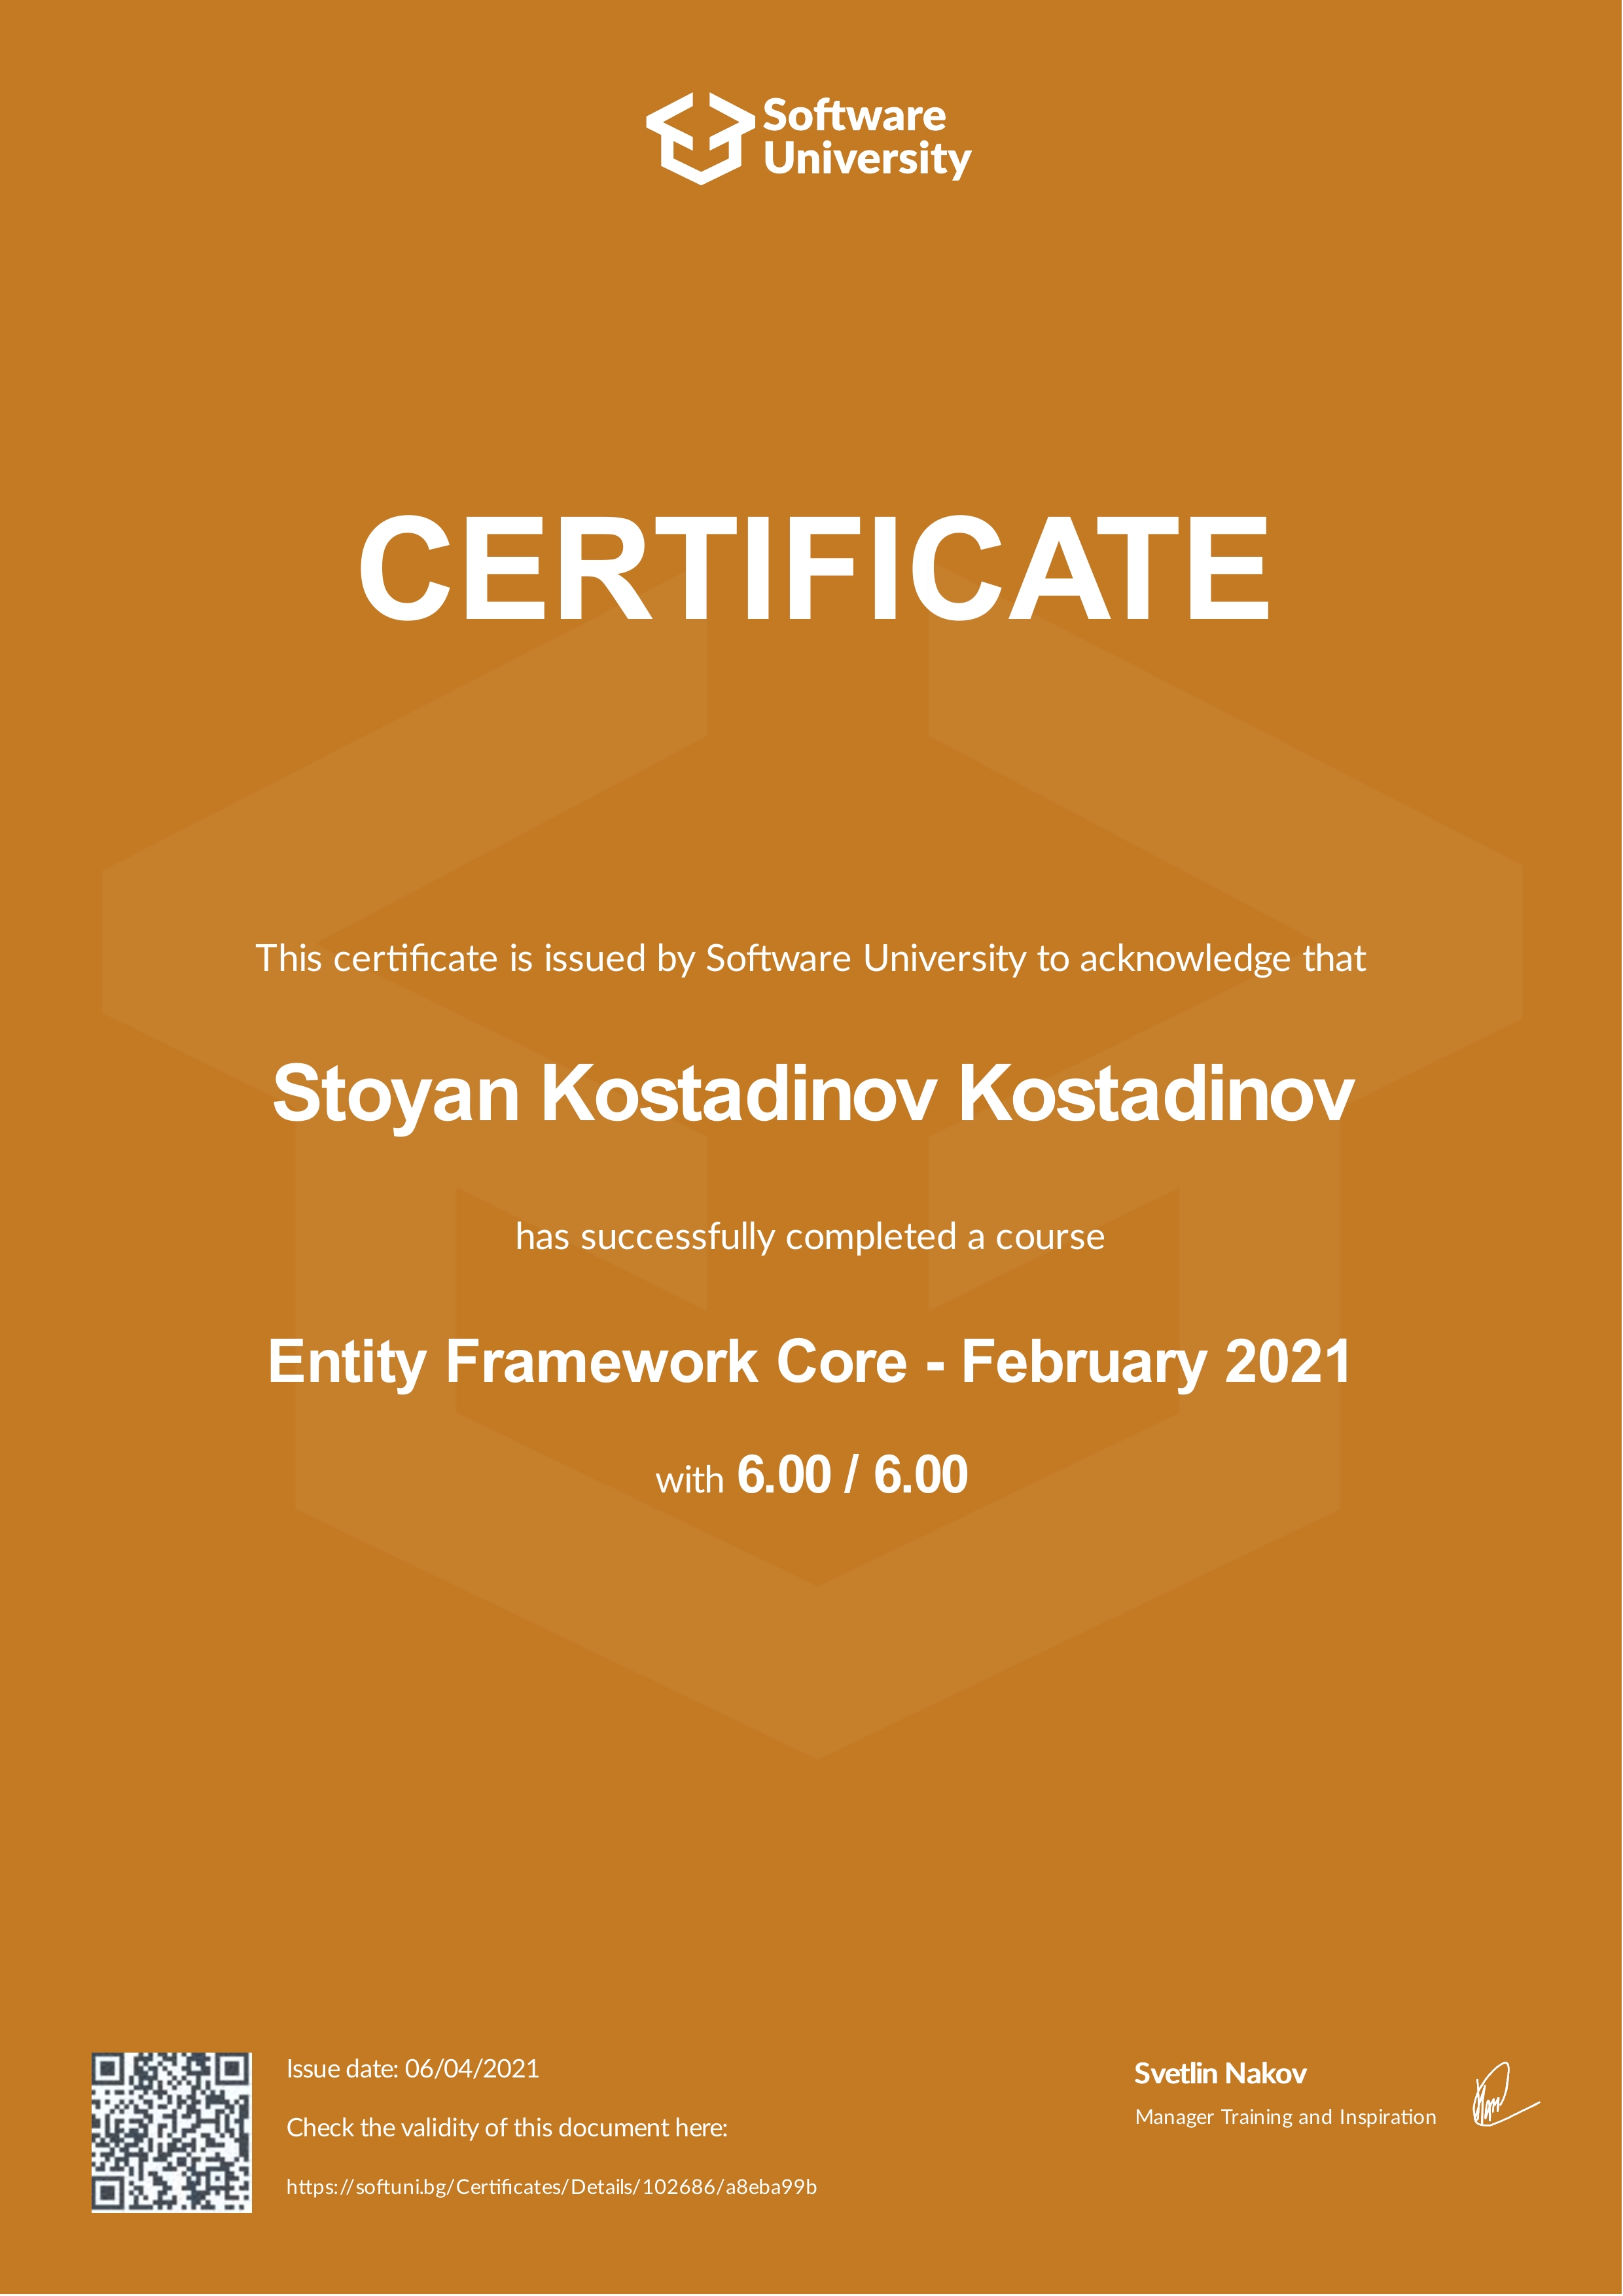 Software
University
CERTIFICATE
This certificate is issued by Software University to acknowledge that
Stoyan Kostadinov Kostadinov
has successfully completed a course
Entity Framework Core - February 2021
with 6.00 / 6.00
Issue date: 06/04/2021
Check the validity of this document here:
https://softuni.bg/Certificates/Details/102686/a8eba99b
Svetlin Nakov
Manager Training and Inspiration